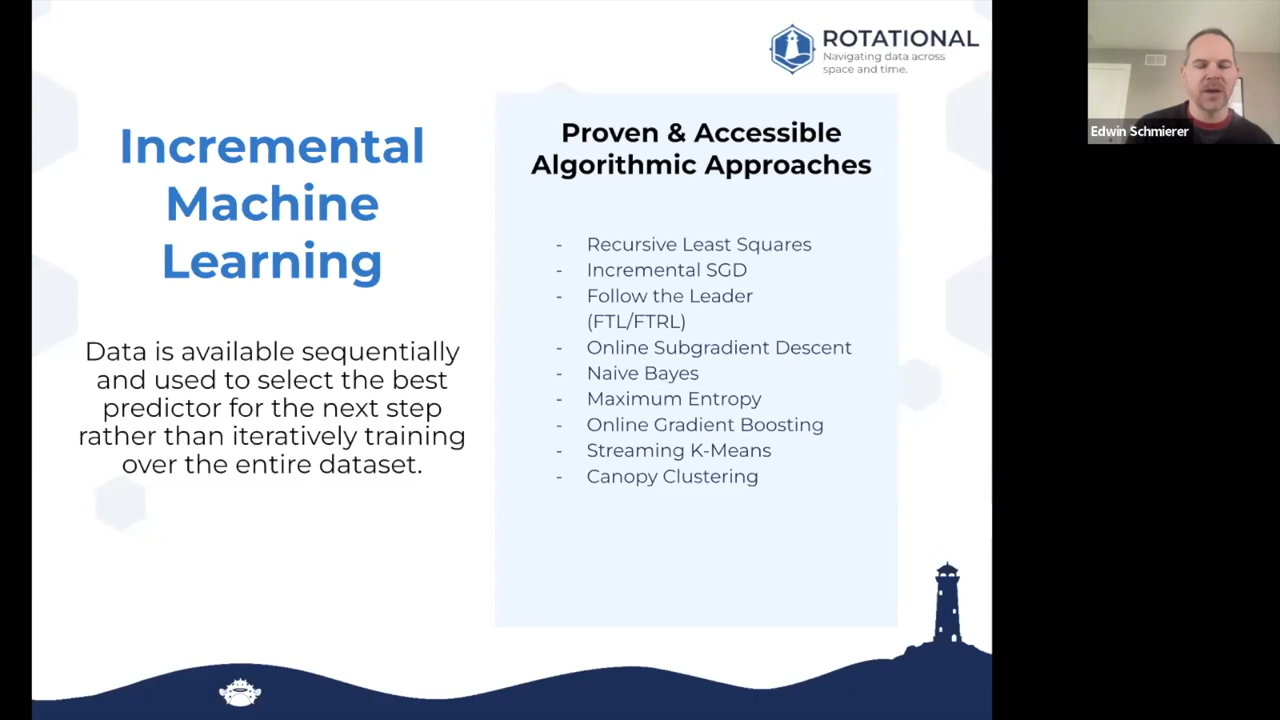 ROTATIONAL
Navigating data across
space and time.
Incremental
Machine
Learning
Data is available sequentially
and used to select the best
predictor for the next step
rather than iteratively training
over the entire dataset.
Proven & Accessible
Algorithmic Approaches
- Recursive Least Squares
- Incremental SGD
- Follow the Leader
(FTL/FTRL)
- Online Subgradient Descent
- Naive Bayes
- Maximum Entropy
- Online Gradient Boosting
- Streaming K-Means
- Canopy Clustering
Edwin Schmierer